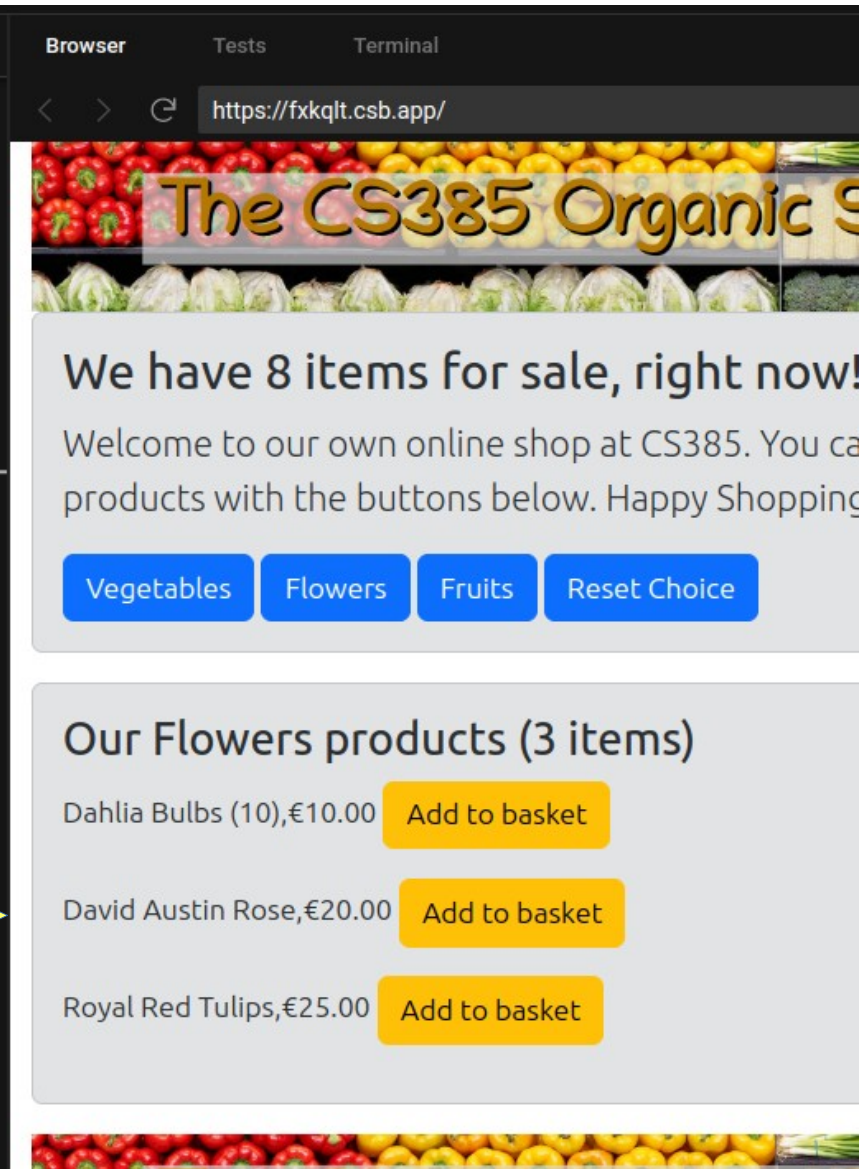 Browser Tests Terminal
https://fxkqlt.csb.app/
The CS385 Organic S
We have 8 items for sale, right now!
Welcome to our own online shop at CS385. You ca
products with the buttons below. Happy Shopping
Vegetables Flowers Fruits Reset Choice
Our Flowers products (3 items)
Dahlia Bulbs (10),€10.00 Add to basket
David Austin Rose,€20.00 Add to basket
Royal Red Tulips,€25.00 Add to basket